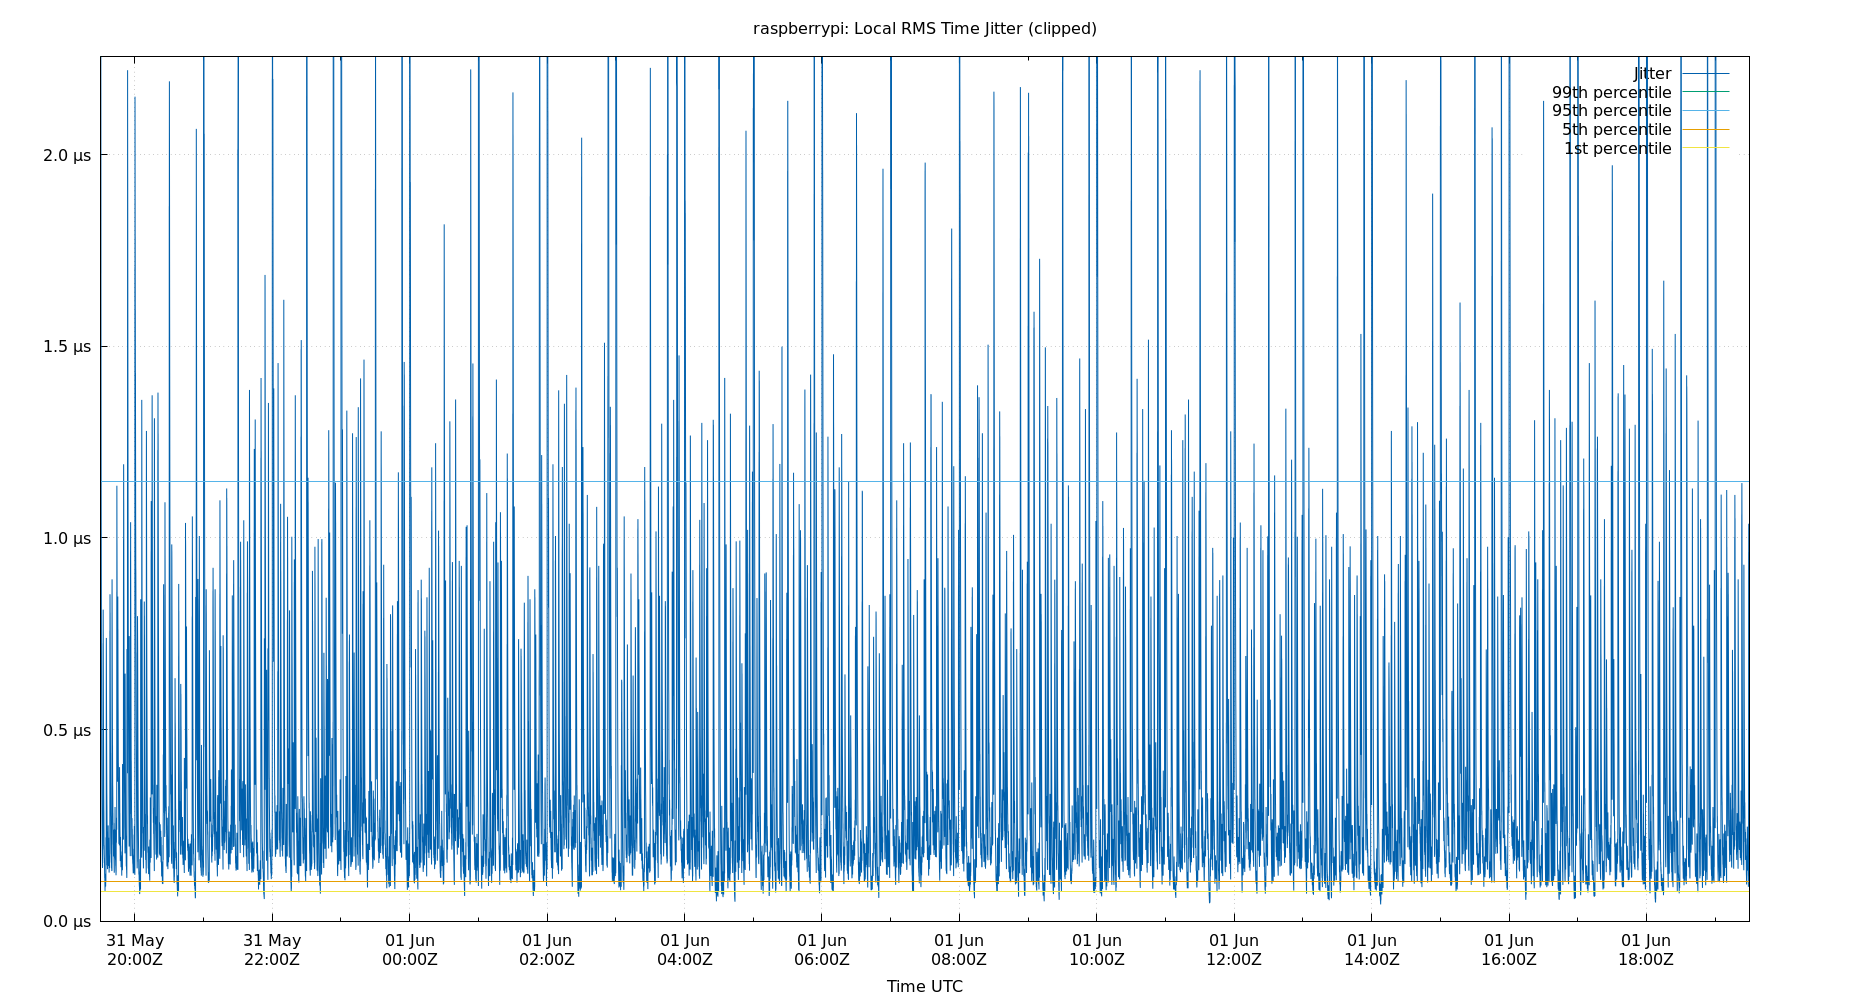 raspberrypi: Local RMS Time Jitter (clipped)
Jitter
99th percentile
95th percentile
5th percentile
1st percentile
2.0 µs
1.5 µs
1.0 µs
0.5 µs
0.0 µs
31 May 31 May 01 Jun 01 Jun 01 Jun 01 Jun 01 Jun 01 Jun 01 Jun 01 Jun 01 Jun 01 Jun
20:00Z 22:00Z 00:00Z 02:00Z 04:00Z 06:00Z 08:00Z 10:00Z 12:00Z 14:00Z 16:00Z 18:00Z
Time UTC